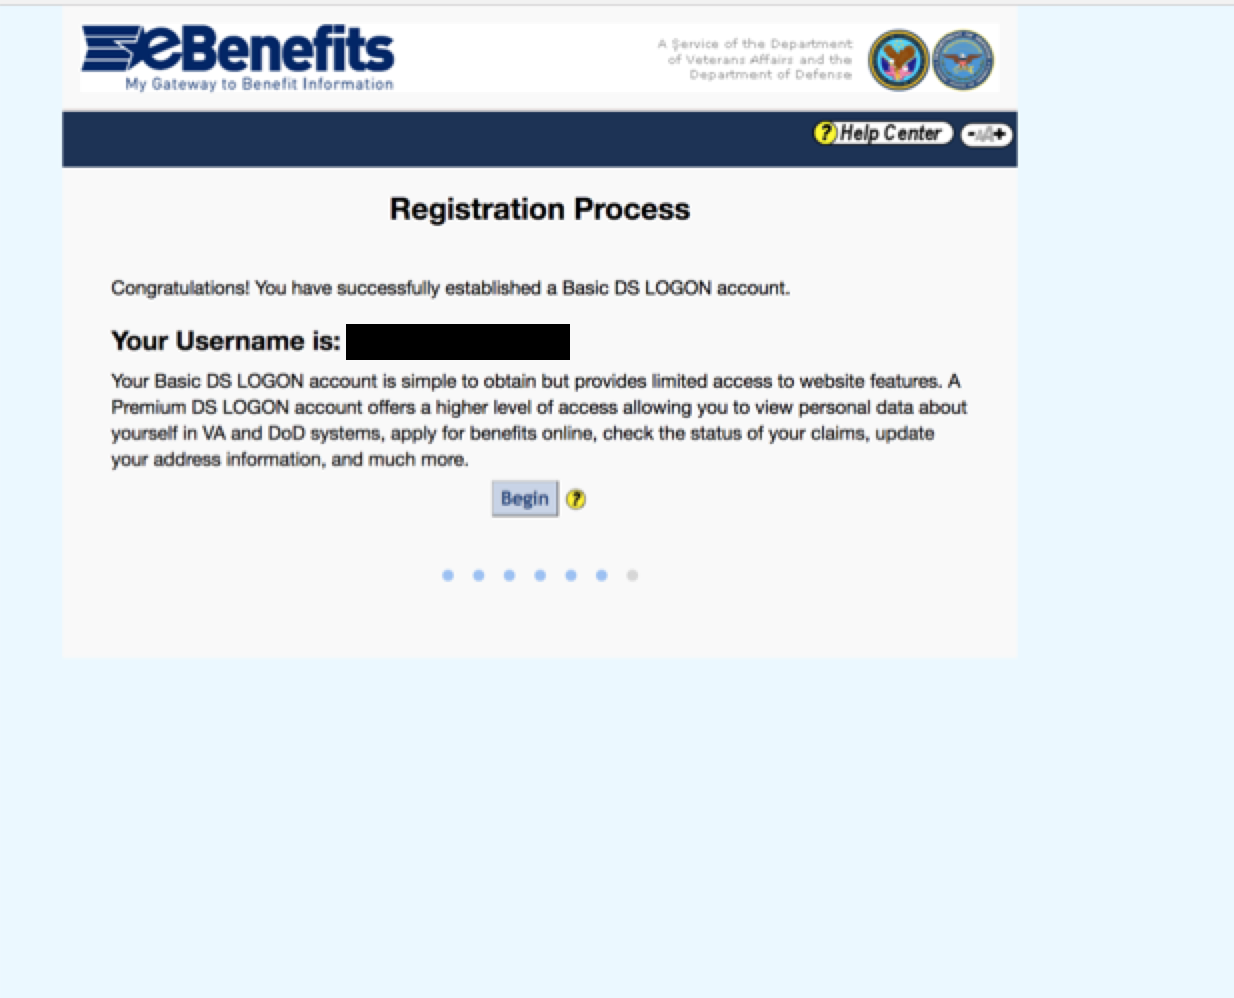 eBenefits
My Gateway to Benefit Information
A Service of the Department
of Veterans Affairs and the
Department of Defense
? Help Center -AA+
Registration Process
Congratulations! You have successfully established a Basic DS LOGON account.
Your Username is:
Your Basic DS LOGON account is simple to obtain but provides limited access to website features. A
Premium DS LOGON account offers a higher level of access allowing you to view personal data about
yourself in VA and DoD systems, apply for benefits online, check the status of your claims, update
your address information, and much more.
Begin ?